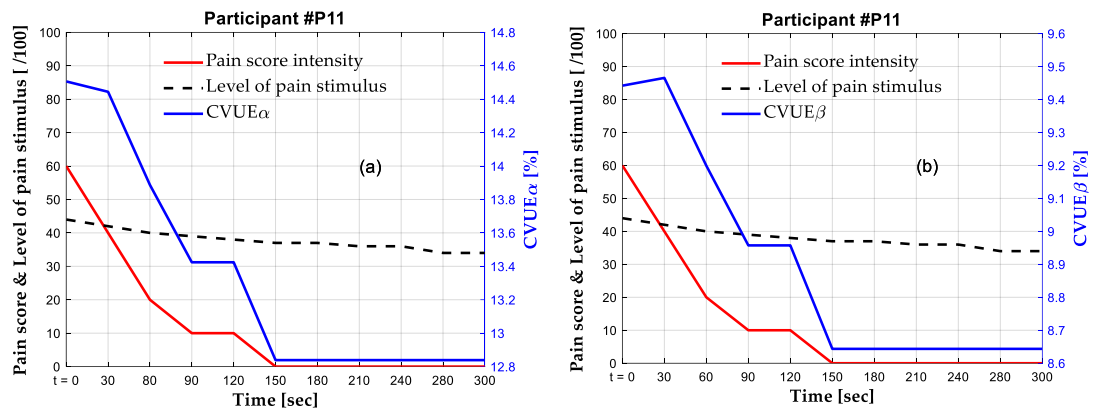 Participant #P11
Pain score & Level of pain stimulus [ /100]
100
90
80
70
60
50
40
30
20
10
0
Pain score intensity
Level of pain stimulus
CVUEα
(a)
14.8
14.6
14.4
14.2
14
13.8
13.6
13.4
13.2
13
12.8
CVUEα [%]
t = 0 30 80 90 120 150 180 210 240 280 300
Time [sec]
Participant #P11
Pain score & Level of pain stimulus [ /100]
100
90
80
70
60
50
40
30
20
10
0
Pain score intensity
Level of pain stimulus
CVUEβ
(b)
9.6
9.5
9.4
9.3
9.2
9.1
9.0
8.9
8.8
8.7
8.6
CVUEβ [%]
t = 0 30 60 90 120 150 180 210 240 280 300
Time [sec]